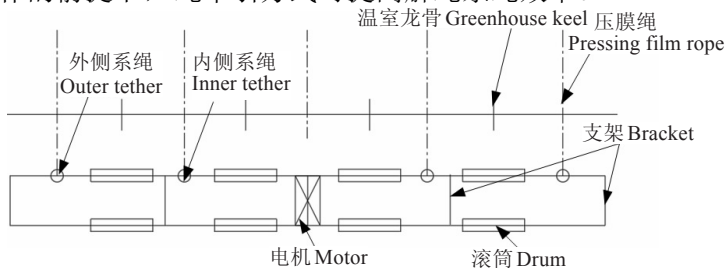 温室龙骨 Greenhouse keel
压膜绳
Pressing film rope
外侧系绳
Outer tether
内侧系绳
Inner tether
支架 Bracket
电机 Motor
滚筒 Drum